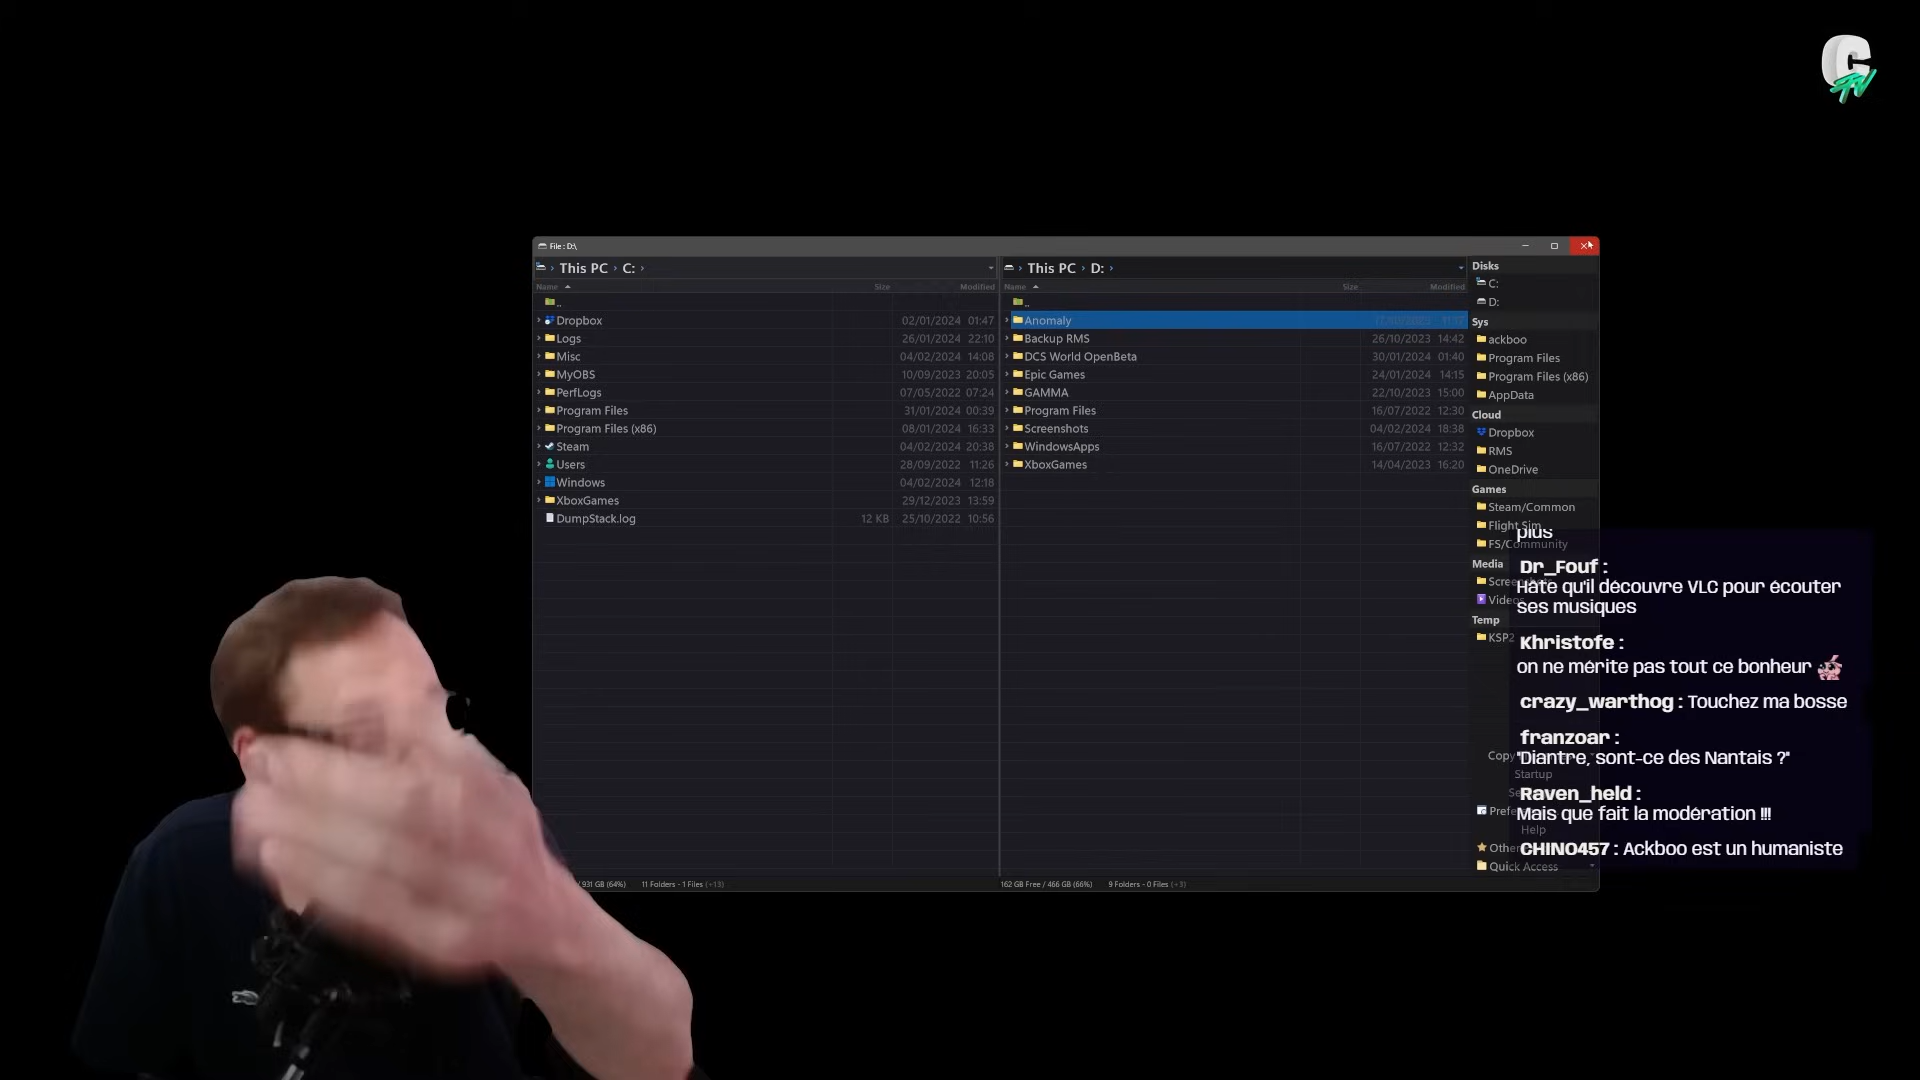 C TV
File : D:\
This PC › C: ›
Name Size Modified
..
Dropbox 02/01/2024 01:47
Logs 26/01/2024 22:10
Misc 04/02/2024 14:08
MyOBS 10/09/2023 20:05
PerfLogs 07/05/2022 07:24
Program Files 31/01/2024 00:39
Program Files (x86) 08/01/2024 16:33
Steam 04/02/2024 20:38
Users 28/09/2022 11:26
Windows 04/02/2024 12:18
XboxGames 29/12/2023 13:59
DumpStack.log 12 KB 25/10/2022 10:56
/ 931 GB (64%) 11 Folders - 1 Files (+13)
This PC › D: ›
Name Size Modified
..
Anomaly
Backup RMS 26/10/2023 14:42
DCS World OpenBeta 30/01/2024 01:40
Epic Games 24/01/2024 14:15
GAMMA 22/10/2023 15:00
Program Files 16/07/2022 12:30
Screenshots 04/02/2024 18:38
WindowsApps 16/07/2022 12:32
XboxGames 14/04/2023 16:20
162 GB Free / 466 GB (66%) 9 Folders - 0 Files (+3)
Disks
C:
D:
Sys
ackboo
Program Files
Program Files (x86)
AppData
Cloud
Dropbox
RMS
OneDrive
Games
Steam/Common
Flight Sim
FS/Community
Media
Videos
Temp
KSP2
Copy
Startup
Help
Quick Access
plus
Dr_Fouf :
Hâte qu'il découvre VLC pour écouter
ses musiques
Khristofe :
on ne mérite pas tout ce bonheur
crazy_warthog : Touchez ma bosse
franzoar :
"Diantre, sont-ce des Nantais ?"
Raven_held :
Mais que fait la modération !!!
CHINO457 : Ackboo est un humaniste